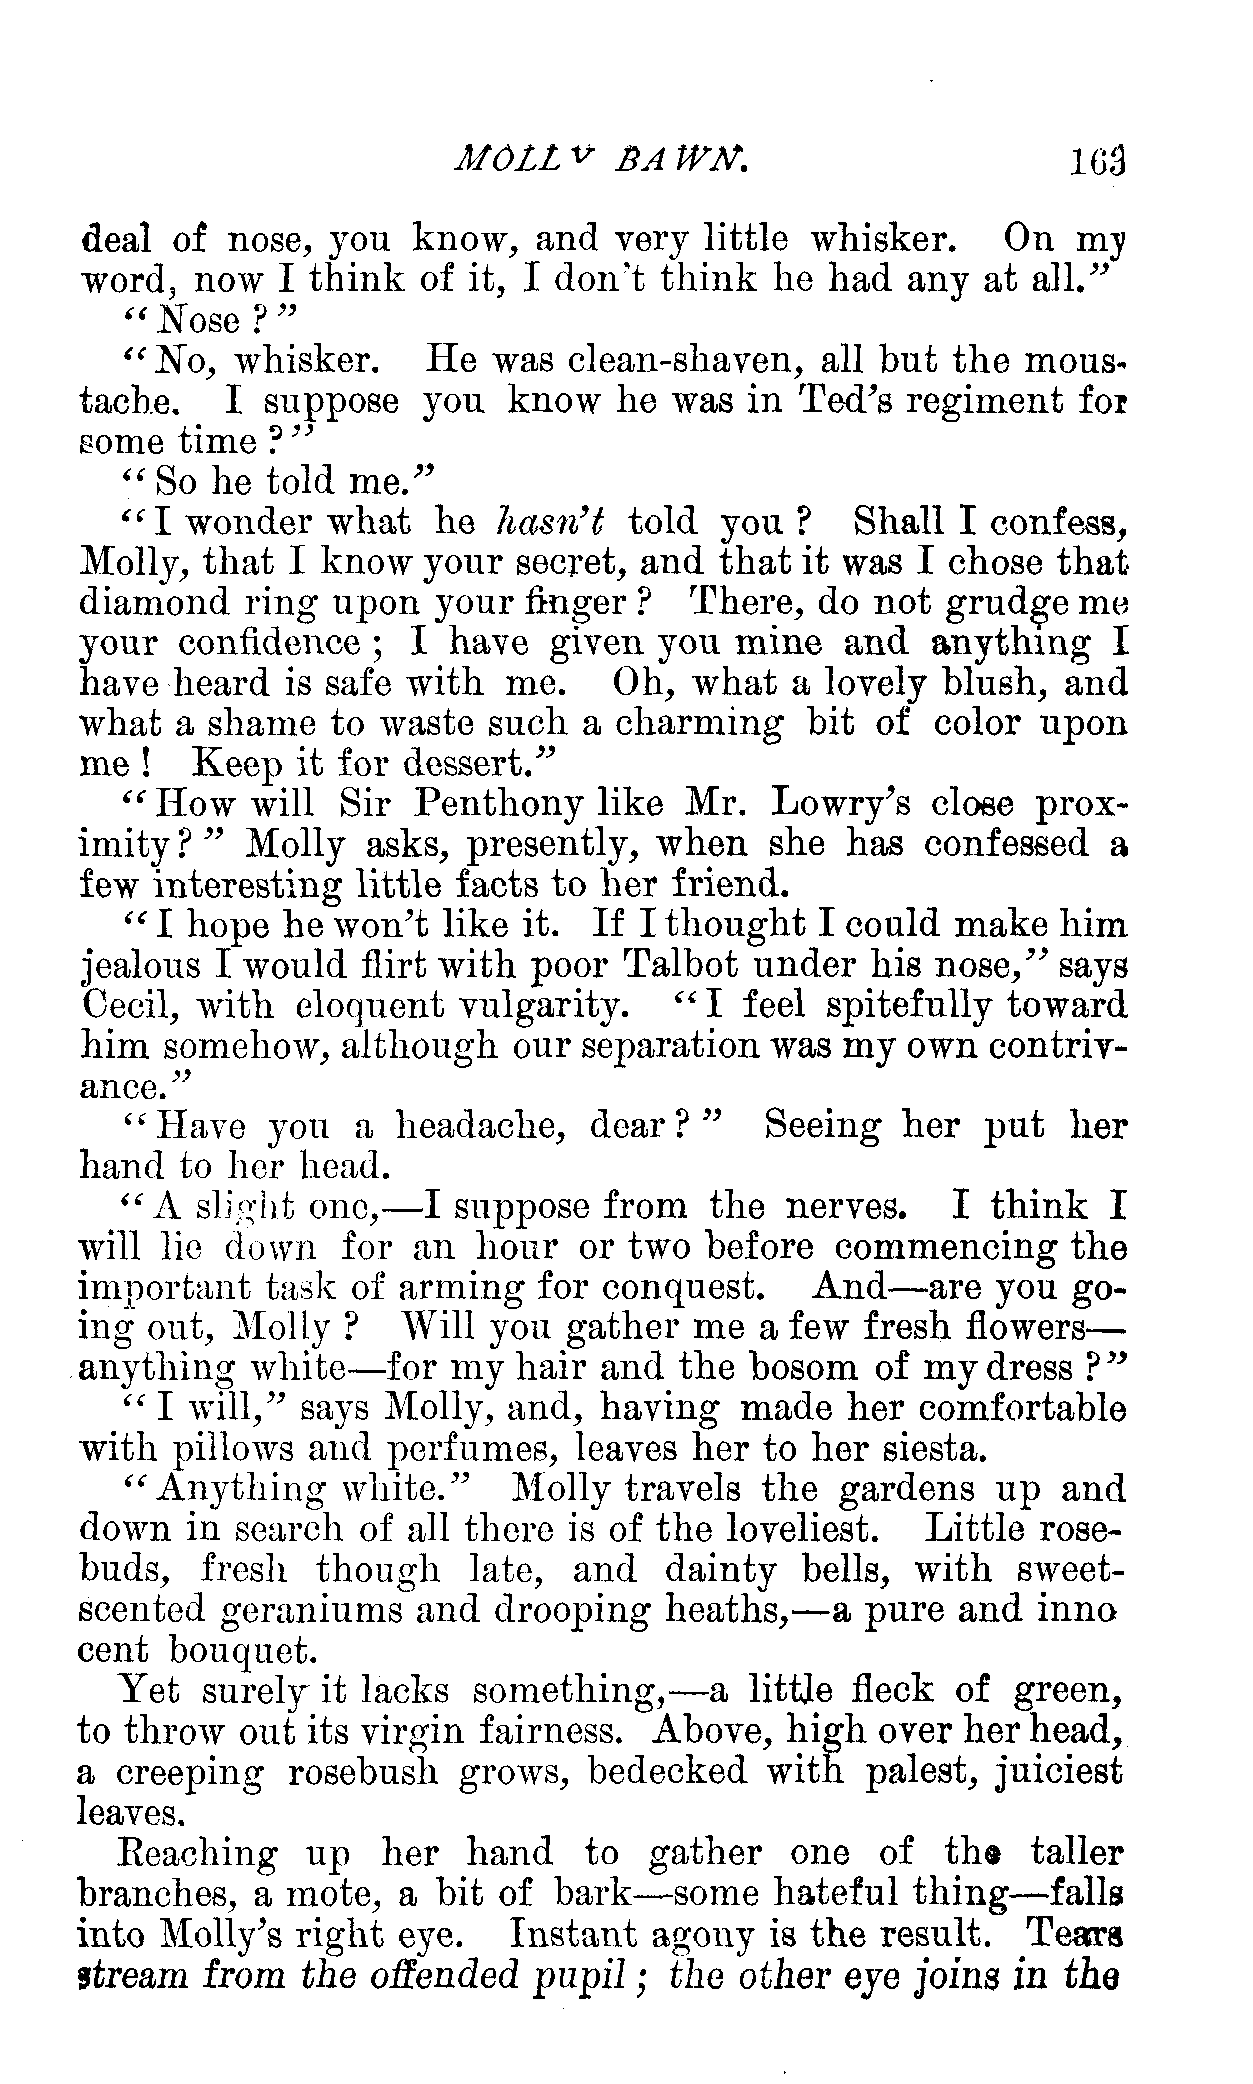 MOLLY BAWN. 163
deal of nose, you know, and very little whisker. On my
word, now I think of it, I don't think he had any at all."
"Nose?"
"No, whisker. He was clean-shaven, all but the mous-
tache. I suppose you know he was in Ted's regiment for
some time?"
"So he told me."
"I wonder what he hasn't told you? Shall I confess,
Molly, that I know your secret, and that it was I chose that
diamond ring upon your finger? There, do not grudge me
your confidence; I have given you mine and anything I
have heard is safe with me. Oh, what a lovely blush, and
what a shame to waste such a charming bit of color upon
me! Keep it for dessert."
"How will Sir Penthony like Mr. Lowry's close prox-
imity?" Molly asks, presently, when she has confessed a
few interesting little facts to her friend.
"I hope he won't like it. If I thought I could make him
jealous I would flirt with poor Talbot under his nose," says
Cecil, with eloquent vulgarity. "I feel spitefully toward
him somehow, although our separation was my own contriv-
ance."
"Have you a headache, dear?" Seeing her put her
hand to her head.
"A slight one,—I suppose from the nerves. I think I
will lie down for an hour or two before commencing the
important task of arming for conquest. And—are you go-
ing out, Molly? Will you gather me a few fresh flowers—
anything white—for my hair and the bosom of my dress?"
"I will," says Molly, and, having made her comfortable
with pillows and perfumes, leaves her to her siesta.
"Anything white." Molly travels the gardens up and
down in search of all there is of the loveliest. Little rose-
buds, fresh though late, and dainty bells, with sweet-
scented geraniums and drooping heaths,—a pure and inno
cent bouquet.
Yet surely it lacks something,—a little fleck of green,
to throw out its virgin fairness. Above, high over her head,
a creeping rosebush grows, bedecked with palest, juiciest
leaves.
Reaching up her hand to gather one of the taller
branches, a mote, a bit of bark—some hateful thing—falls
into Molly's right eye. Instant agony is the result. Tears
stream from the offended pupil; the other eye joins in the